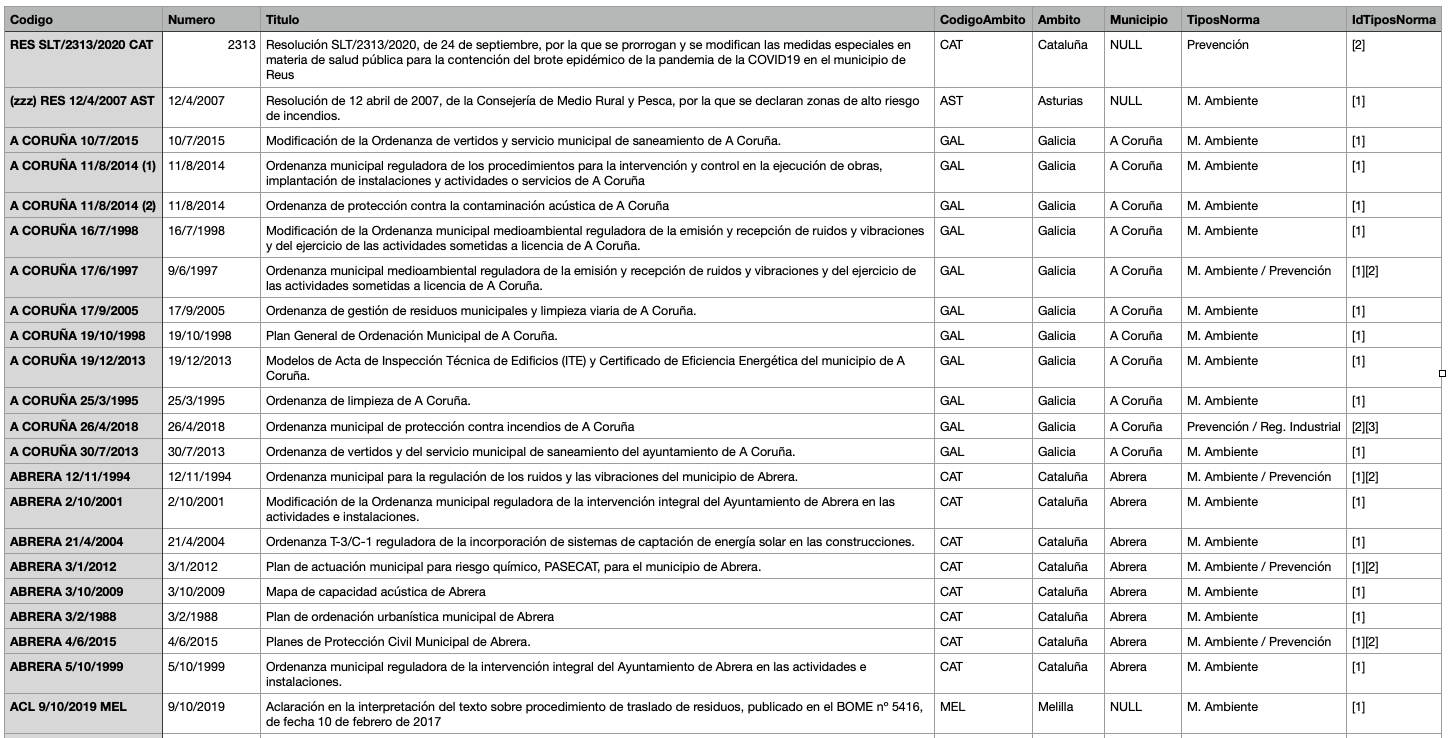 Codigo Numero Titulo CodigoAmbito Ambito Municipio TiposNorma IdTiposNorma
RES SLT/2313/2020 CAT 2313 Resolución SLT/2313/2020, de 24 de septiembre, por la que se prorrogan y se modifican las medidas especiales en CAT Cataluña NULL Prevención [2]
materia de salud pública para la contención del brote epidémico de la pandemia de la COVID19 en el municipio de
Reus
(zzz) RES 12/4/2007 AST 12/4/2007 Resolución de 12 abril de 2007, de la Consejería de Medio Rural y Pesca, por la que se declaran zonas de alto riesgo AST Asturias NULL M. Ambiente [1]
de incendios.
A CORUÑA 10/7/2015 10/7/2015 Modificación de la Ordenanza de vertidos y servicio municipal de saneamiento de A Coruña. GAL Galicia A Coruña M. Ambiente [1]
A CORUÑA 11/8/2014 (1) 11/8/2014 Ordenanza municipal reguladora de los procedimientos para la intervención y control en la ejecución de obras, GAL Galicia A Coruña M. Ambiente [1]
implantación de instalaciones y actividades o servicios de A Coruña
A CORUÑA 11/8/2014 (2) 11/8/2014 Ordenanza de protección contra la contaminación acústica de A Coruña GAL Galicia A Coruña M. Ambiente [1]
A CORUÑA 16/7/1998 16/7/1998 Modificación de la Ordenanza municipal medioambiental reguladora de la emisión y recepción de ruidos y vibraciones GAL Galicia A Coruña M. Ambiente [1]
y del ejercicio de las actividades sometidas a licencia de A Coruña.
A CORUÑA 17/6/1997 9/6/1997 Ordenanza municipal medioambiental reguladora de la emisión y recepción de ruidos y vibraciones y del ejercicio de GAL Galicia A Coruña M. Ambiente / Prevención [1][2]
las actividades sometidas a licencia de A Coruña.
A CORUÑA 17/9/2005 17/9/2005 Ordenanza de gestión de residuos municipales y limpieza viaria de A Coruña. GAL Galicia A Coruña M. Ambiente [1]
A CORUÑA 19/10/1998 19/10/1998 Plan General de Ordenación Municipal de A Coruña. GAL Galicia A Coruña M. Ambiente [1]
A CORUÑA 19/12/2013 19/12/2013 Modelos de Acta de Inspección Técnica de Edificios (ITE) y Certificado de Eficiencia Energética del municipio de A GAL Galicia A Coruña M. Ambiente [1]
Coruña.
A CORUÑA 25/3/1995 25/3/1995 Ordenanza de limpieza de A Coruña. GAL Galicia A Coruña M. Ambiente [1]
A CORUÑA 26/4/2018 26/4/2018 Ordenanza municipal de protección contra incendios de A Coruña GAL Galicia A Coruña Prevención / Reg. Industrial [2][3]
A CORUÑA 30/7/2013 30/7/2013 Ordenanza de vertidos y del servicio municipal de saneamiento del ayuntamiento de A Coruña. GAL Galicia A Coruña M. Ambiente [1]
ABRERA 12/11/1994 12/11/1994 Ordenanza municipal para la regulación de los ruidos y las vibraciones del municipio de Abrera. CAT Cataluña Abrera M. Ambiente / Prevención [1][2]
ABRERA 2/10/2001 2/10/2001 Modificación de la Ordenanza municipal reguladora de la intervención integral del Ayuntamiento de Abrera en las CAT Cataluña Abrera M. Ambiente [1]
actividades e instalaciones.
ABRERA 21/4/2004 21/4/2004 Ordenanza T-3/C-1 reguladora de la incorporación de sistemas de captación de energía solar en las construcciones. CAT Cataluña Abrera M. Ambiente [1]
ABRERA 3/1/2012 3/1/2012 Plan de actuación municipal para riesgo químico, PASECAT, para el municipio de Abrera. CAT Cataluña Abrera M. Ambiente / Prevención [1][2]
ABRERA 3/10/2009 3/10/2009 Mapa de capacidad acústica de Abrera CAT Cataluña Abrera M. Ambiente [1]
ABRERA 3/2/1988 3/2/1988 Plan de ordenación urbanística municipal de Abrera CAT Cataluña Abrera M. Ambiente [1]
ABRERA 4/6/2015 4/6/2015 Planes de Protección Civil Municipal de Abrera. CAT Cataluña Abrera M. Ambiente / Prevención [1][2]
ABRERA 5/10/1999 5/10/1999 Ordenanza municipal reguladora de la intervención integral del Ayuntamiento de Abrera en las actividades e CAT Cataluña Abrera M. Ambiente [1]
instalaciones.
ACL 9/10/2019 MEL 9/10/2019 Aclaración en la interpretación del texto sobre procedimiento de traslado de residuos, publicado en el BOME nº 5416, MEL Melilla NULL M. Ambiente [1]
de fecha 10 de febrero de 2017